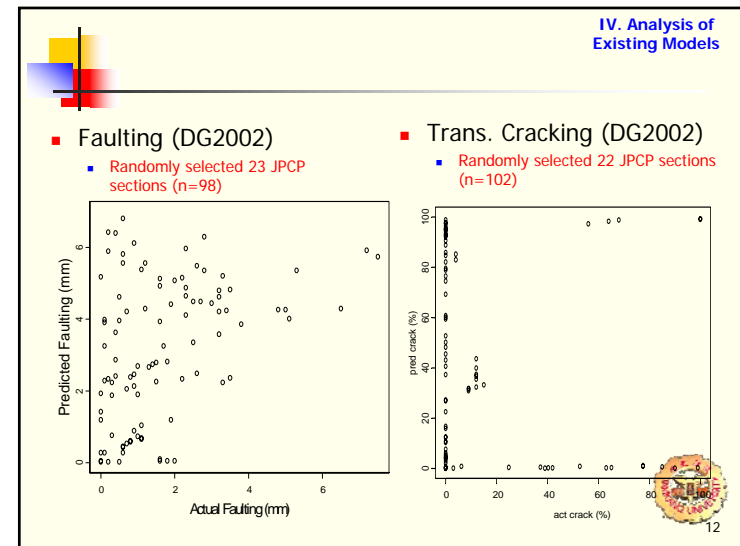 IV. Analysis of
Existing Models
Faulting (DG2002)
Randomly selected 23 JPCP
sections (n=98)
Trans. Cracking (DG2002)
Randomly selected 22 JPCP sections
(n=102)
Predicted Faulting (mm)
0 2 4 6
0 2 4 6
Actual Faulting (mm)
pred crack (%)
0 20 40 60 80 100
0 20 40 60 80 100
act crack (%)
12